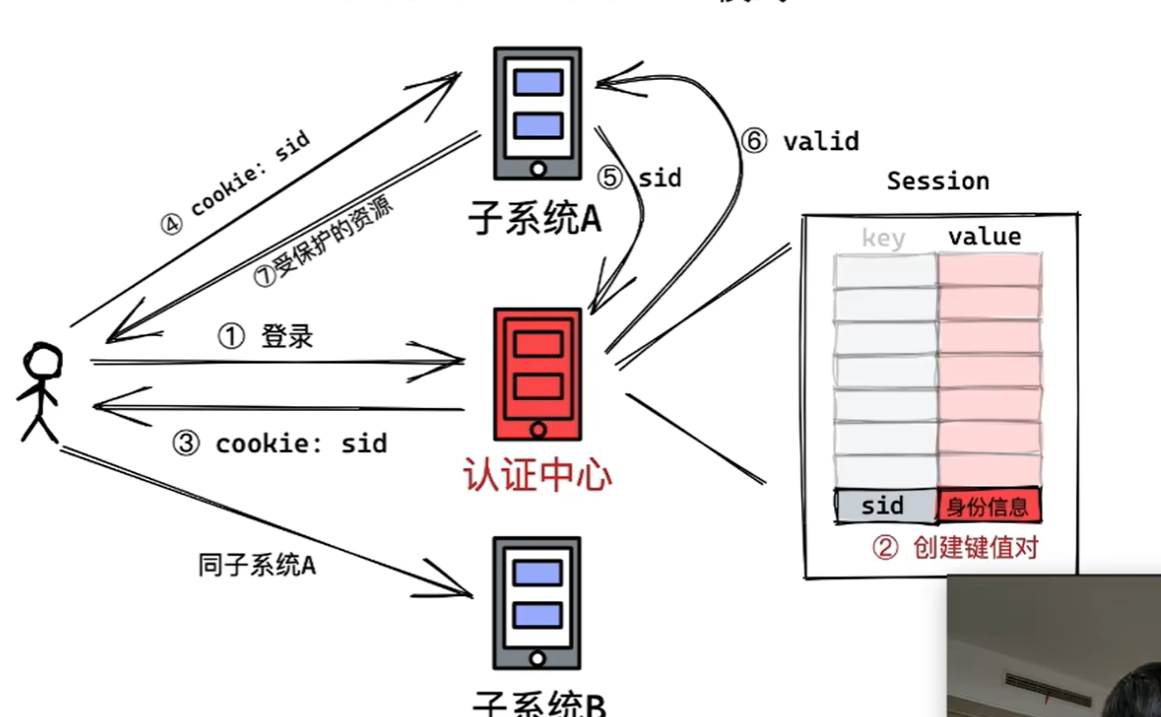 ④ cookie: sid
⑦受保护的资源
子系统A
⑤ sid
⑥ valid
Session
key value
sid 身份信息
② 创建键值对
① 登录
③ cookie: sid
认证中心
同子系统A
子系统B